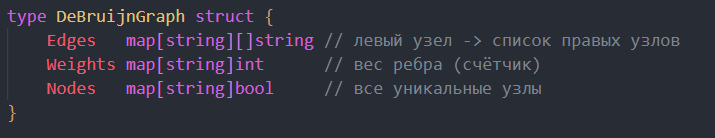 type DeBruijnGraph struct {
    Edges   map[string][]string // левый узел -> список правых узлов
    Weights map[string]int      // вес ребра (счётчик)
    Nodes   map[string]bool     // все уникальные узлы
}